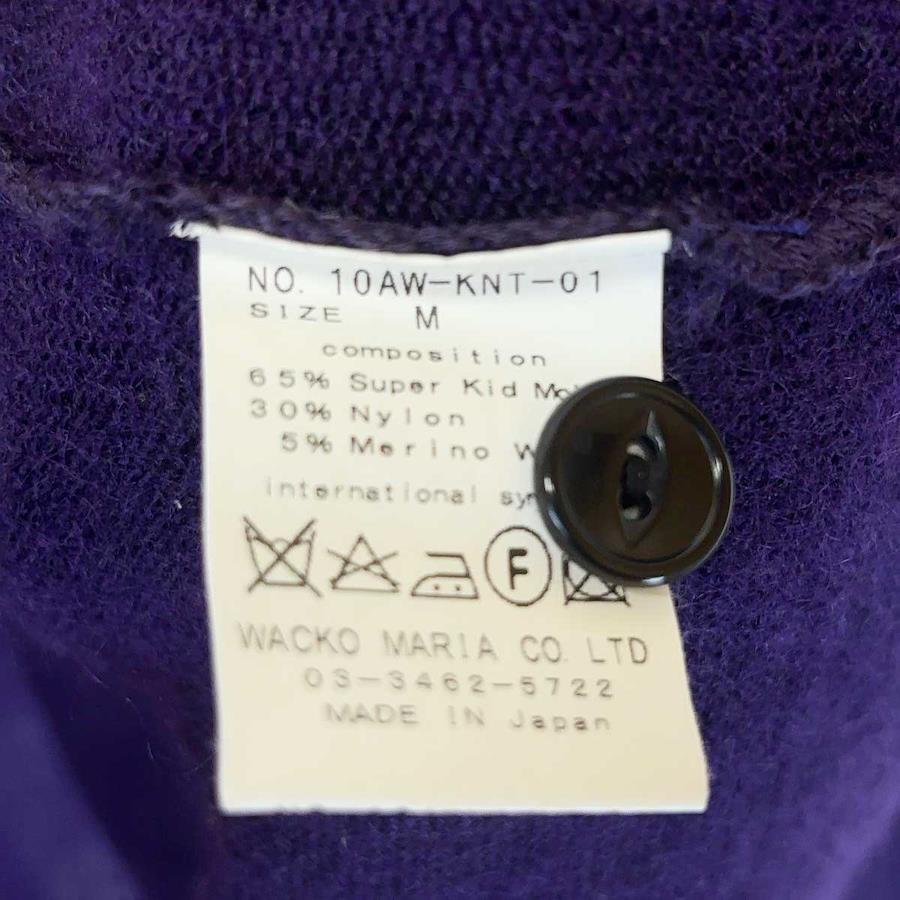 NO. 10AW-KNT-01
SIZE M
composition
65% Super Kid
30% Nylon
5% Merino
international
F
WACKO MARIA CO. LTD
03-3462-5722
MADE IN Japan